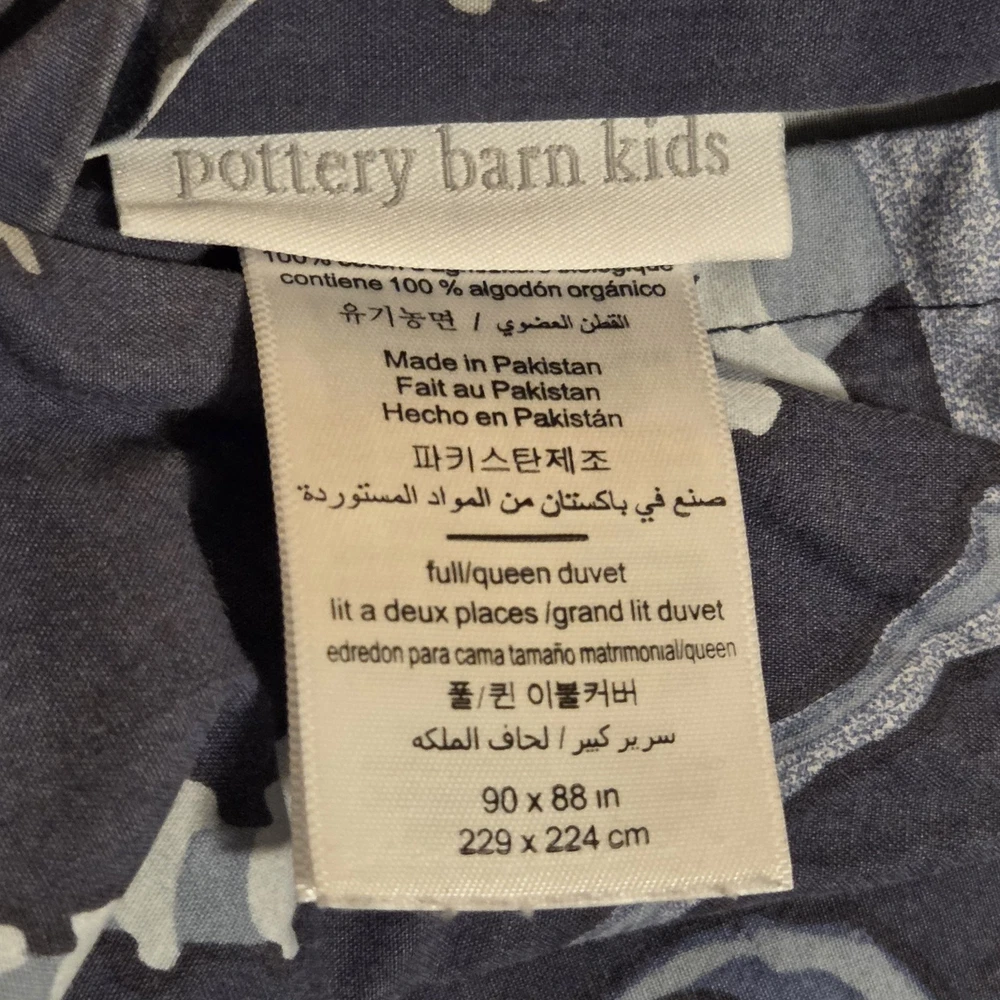 pottery barn kids
contiene 100 % algodón orgánico
유기농면 / القطن العضوي
Made in Pakistan
Fait au Pakistan
Hecho en Pakistán
파키스탄제조
صنع في باكستان من المواد المستوردة.
full/queen duvet
lit a deux places /grand lit duvet
edredon para cama tamaño matrimonial/queen
풀/퀸 이불커버
سرير كبير / لحاف الملكه
90 x 88 in
229 x 224 cm